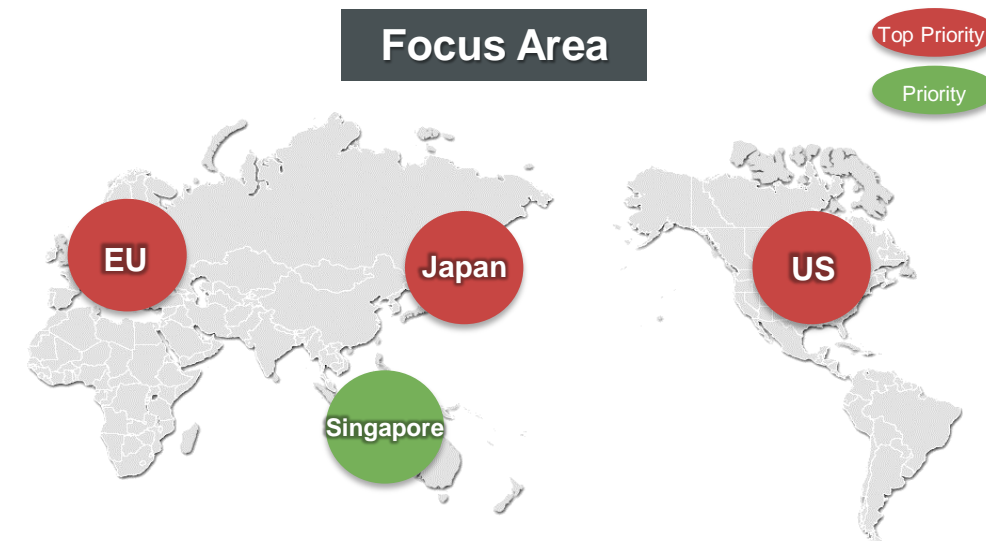 Focus Area
Top Priority
Priority
EU
Japan
US
Singapore